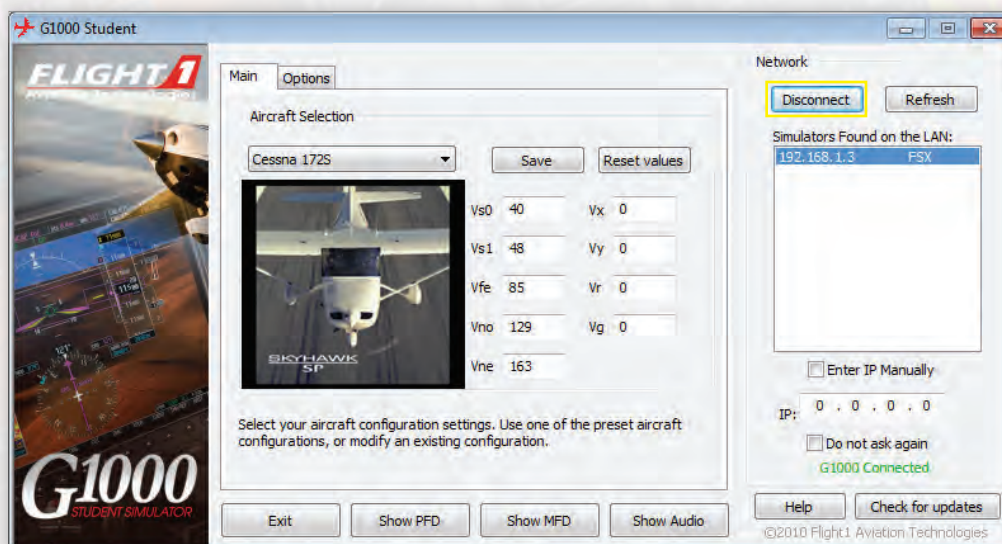 G1000 Student
FLIGHT 1
Main
Options
Aircraft Selection
Cessna 172S
Save
Reset values
SKYHAWK
SP
Vs0 40
Vx 0
Vs1 48
Vy 0
Vfe 85
Vr 0
Vno 129
Vg 0
Vne 163
Select your aircraft configuration settings. Use one of the preset aircraft
configurations, or modify an existing configuration.
G1000
STUDENT SIMULATOR
Exit
Show PFD
Show MFD
Show Audio
Network
Disconnect
Refresh
Simulators Found on the LAN:
192.168.1.3 FSX
Enter IP Manually
IP: 0 . 0 . 0 . 0
Do not ask again
G1000 Connected
Help
Check for updates
©2010 Flight1 Aviation Technologies